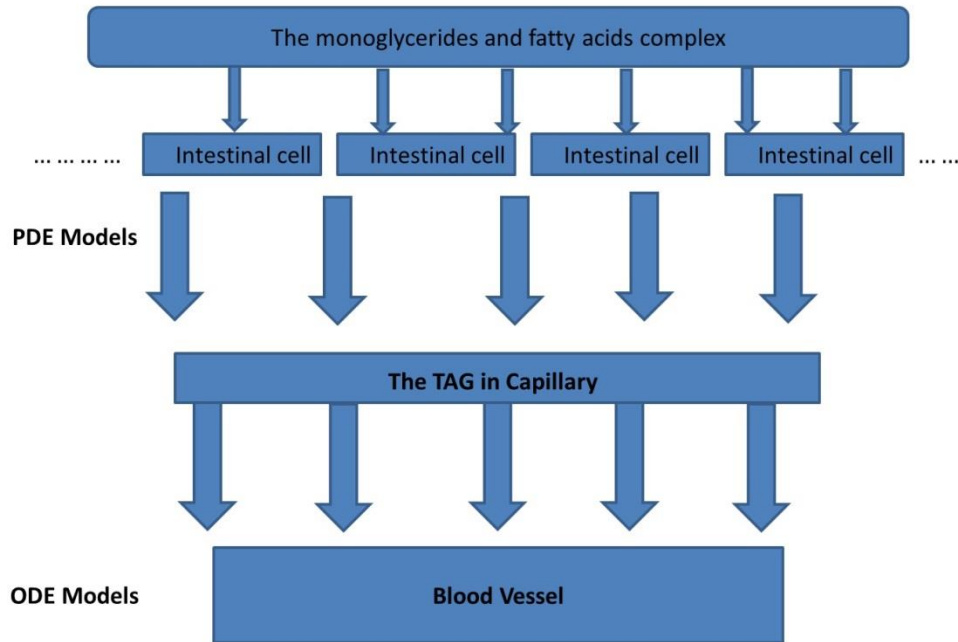 The monoglycerides and fatty acids complex
... ... ... ... Intestinal cell Intestinal cell Intestinal cell Intestinal cell ... ...
PDE Models
The TAG in Capillary
ODE Models Blood Vessel